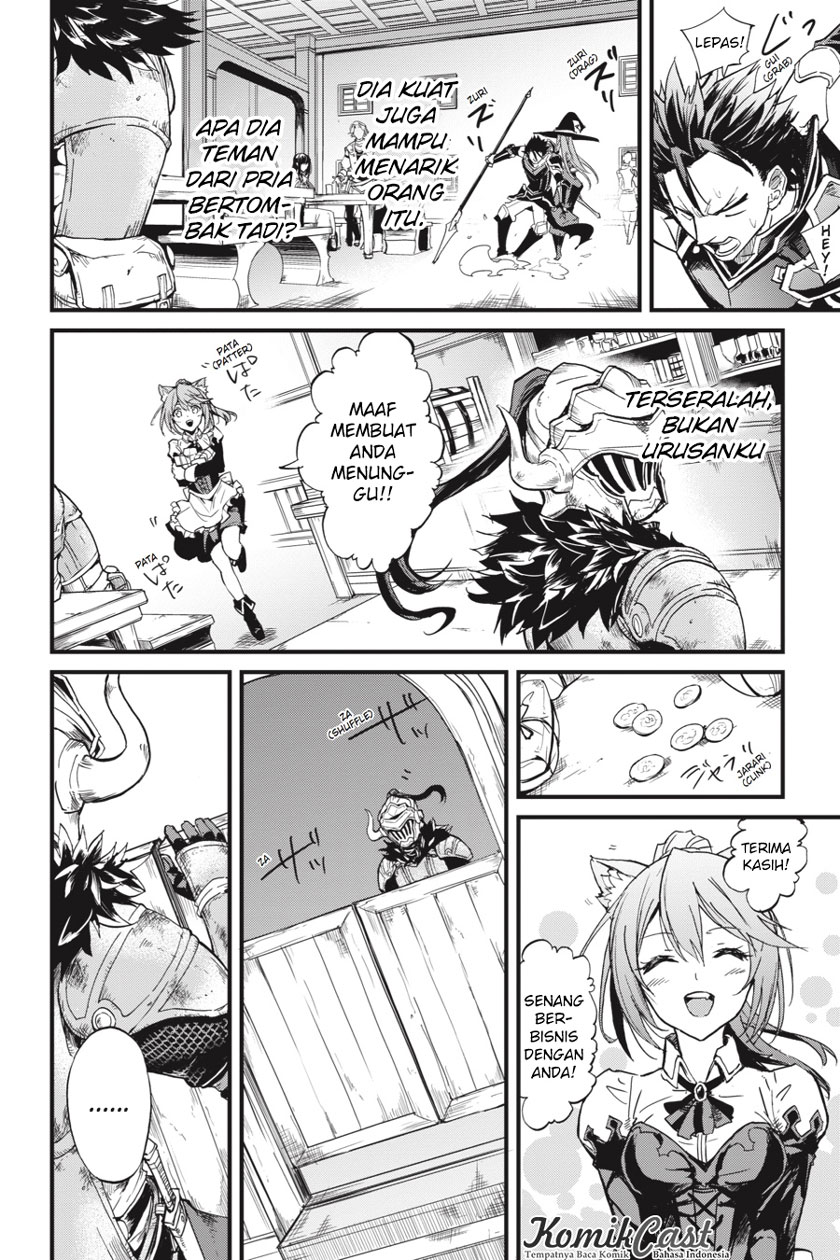 LEPAS!
ぐいっ
GUI
(GRAB)
HEY!
ズ
ZURI
(DRAG)
ズ
ZURI
DIA KUAT
JUGA
MAMPU
MENARIK
ORANG
ITU.
APA DIA
TEMAN
DARI PRIA
BERTOM-
BAK TADI?
TERSERALAH,
BUKAN
URUSANKU
MAAF
MEMBUAT
ANDA
MENUNG-
GU!!
PATA
(PATTER)
ぱた
PATA
ぱた
ジャラッ
JARARI
(CLINK)
TERIMA
KASIH!
SENANG
BER-
BISNIS
DENGAN
ANDA!
ZA
(SHUFFLE)
ザッ
ZA
ザッ
......
KomikCast
Tempatnya Baca Komik Bahasa Indonesia